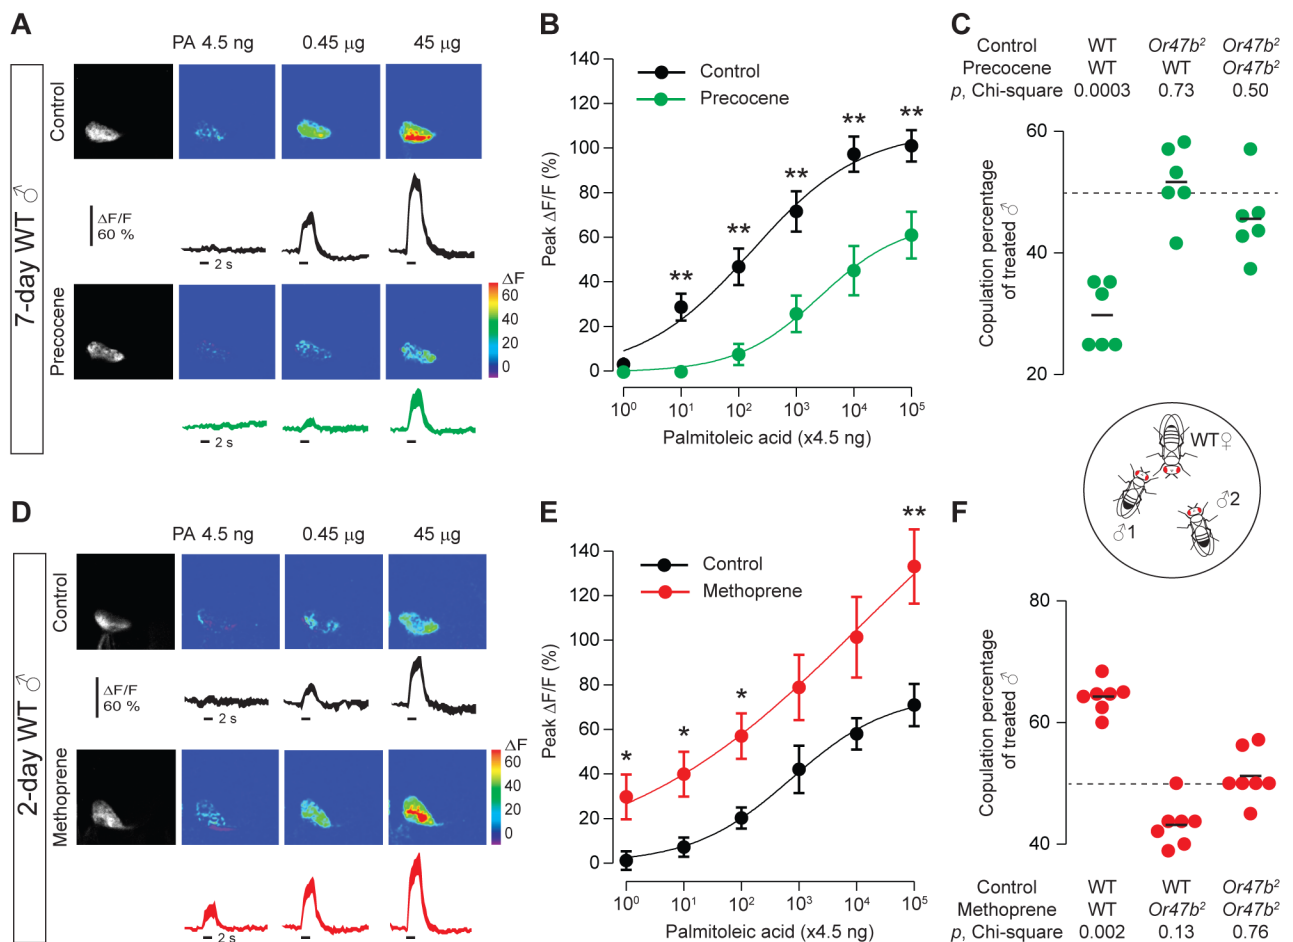 A
PA 4.5 ng 0.45 µg 45 µg
7-day WT ♂
Control
ΔF/F
60 %
2 s
Precocene
ΔF
60
40
20
0
2 s
B
Control
Precocene
Peak ΔF/F (%)
140
120
100
80
60
40
20
0
** ** ** ** **
10⁰ 10¹ 10² 10³ 10⁴ 10⁵
Palmitoleic acid (x4.5 ng)
C
Control WT Or47b² Or47b²
Precocene WT WT Or47b²
p, Chi-square 0.0003 0.73 0.50
Copulation percentage
of treated ♂
60
40
20
WT♀
♂1
♂2
D
PA 4.5 ng 0.45 µg 45 µg
2-day WT ♂
Control
ΔF/F
60 %
2 s
Methoprene
ΔF
60
40
20
0
2 s
E
Control
Methoprene
Peak ΔF/F (%)
140
120
100
80
60
40
20
0
* * * **
10⁰ 10¹ 10² 10³ 10⁴ 10⁵
Palmitoleic acid (x4.5 ng)
F
Copulation percentage
of treated ♂
80
60
40
Control WT WT Or47b²
Methoprene WT Or47b² Or47b²
p, Chi-square 0.002 0.13 0.76